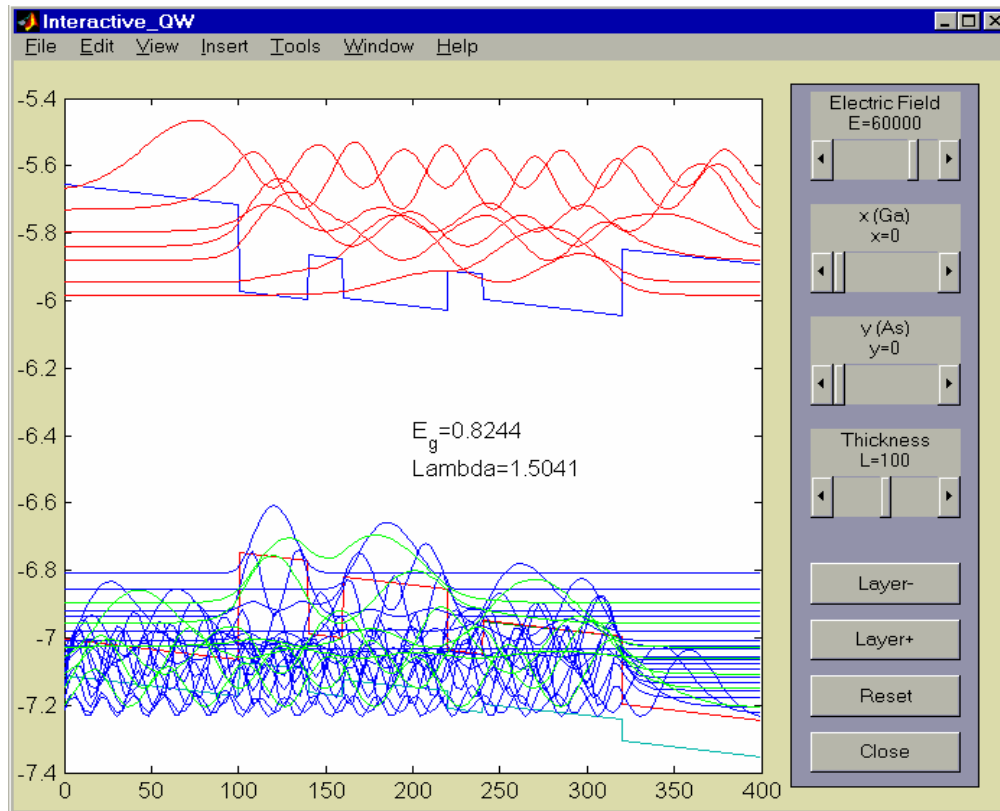 Interactive_QW
File Edit View Insert Tools Window Help
-5.4
-5.6
-5.8
-6
-6.2
-6.4
-6.6
-6.8
-7
-7.2
-7.4
0 50 100 150 200 250 300 350 400
E_g=0.8244
Lambda=1.5041
Electric Field
E=60000
x (Ga)
x=0
y (As)
y=0
Thickness
L=100
Layer-
Layer+
Reset
Close